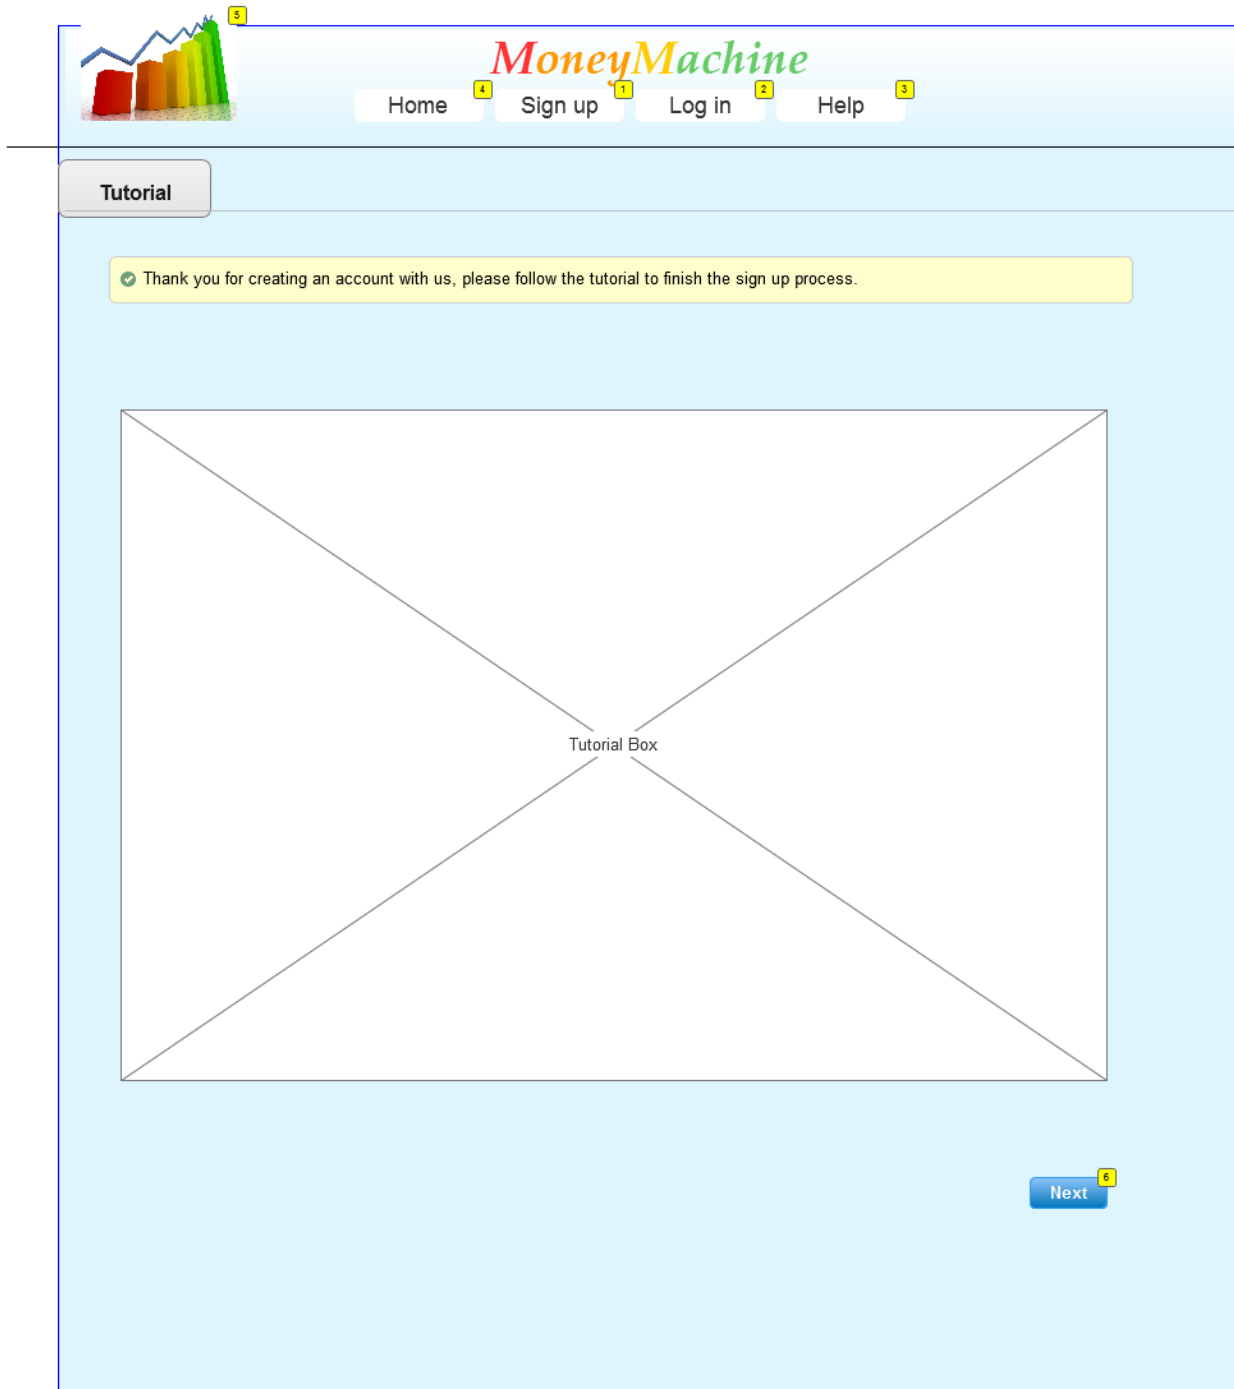 5
MoneyMachine
Home 4 Sign up 1 Log in 2 Help 3
Tutorial
Thank you for creating an account with us, please follow the tutorial to finish the sign up process.
Tutorial Box
Next 6